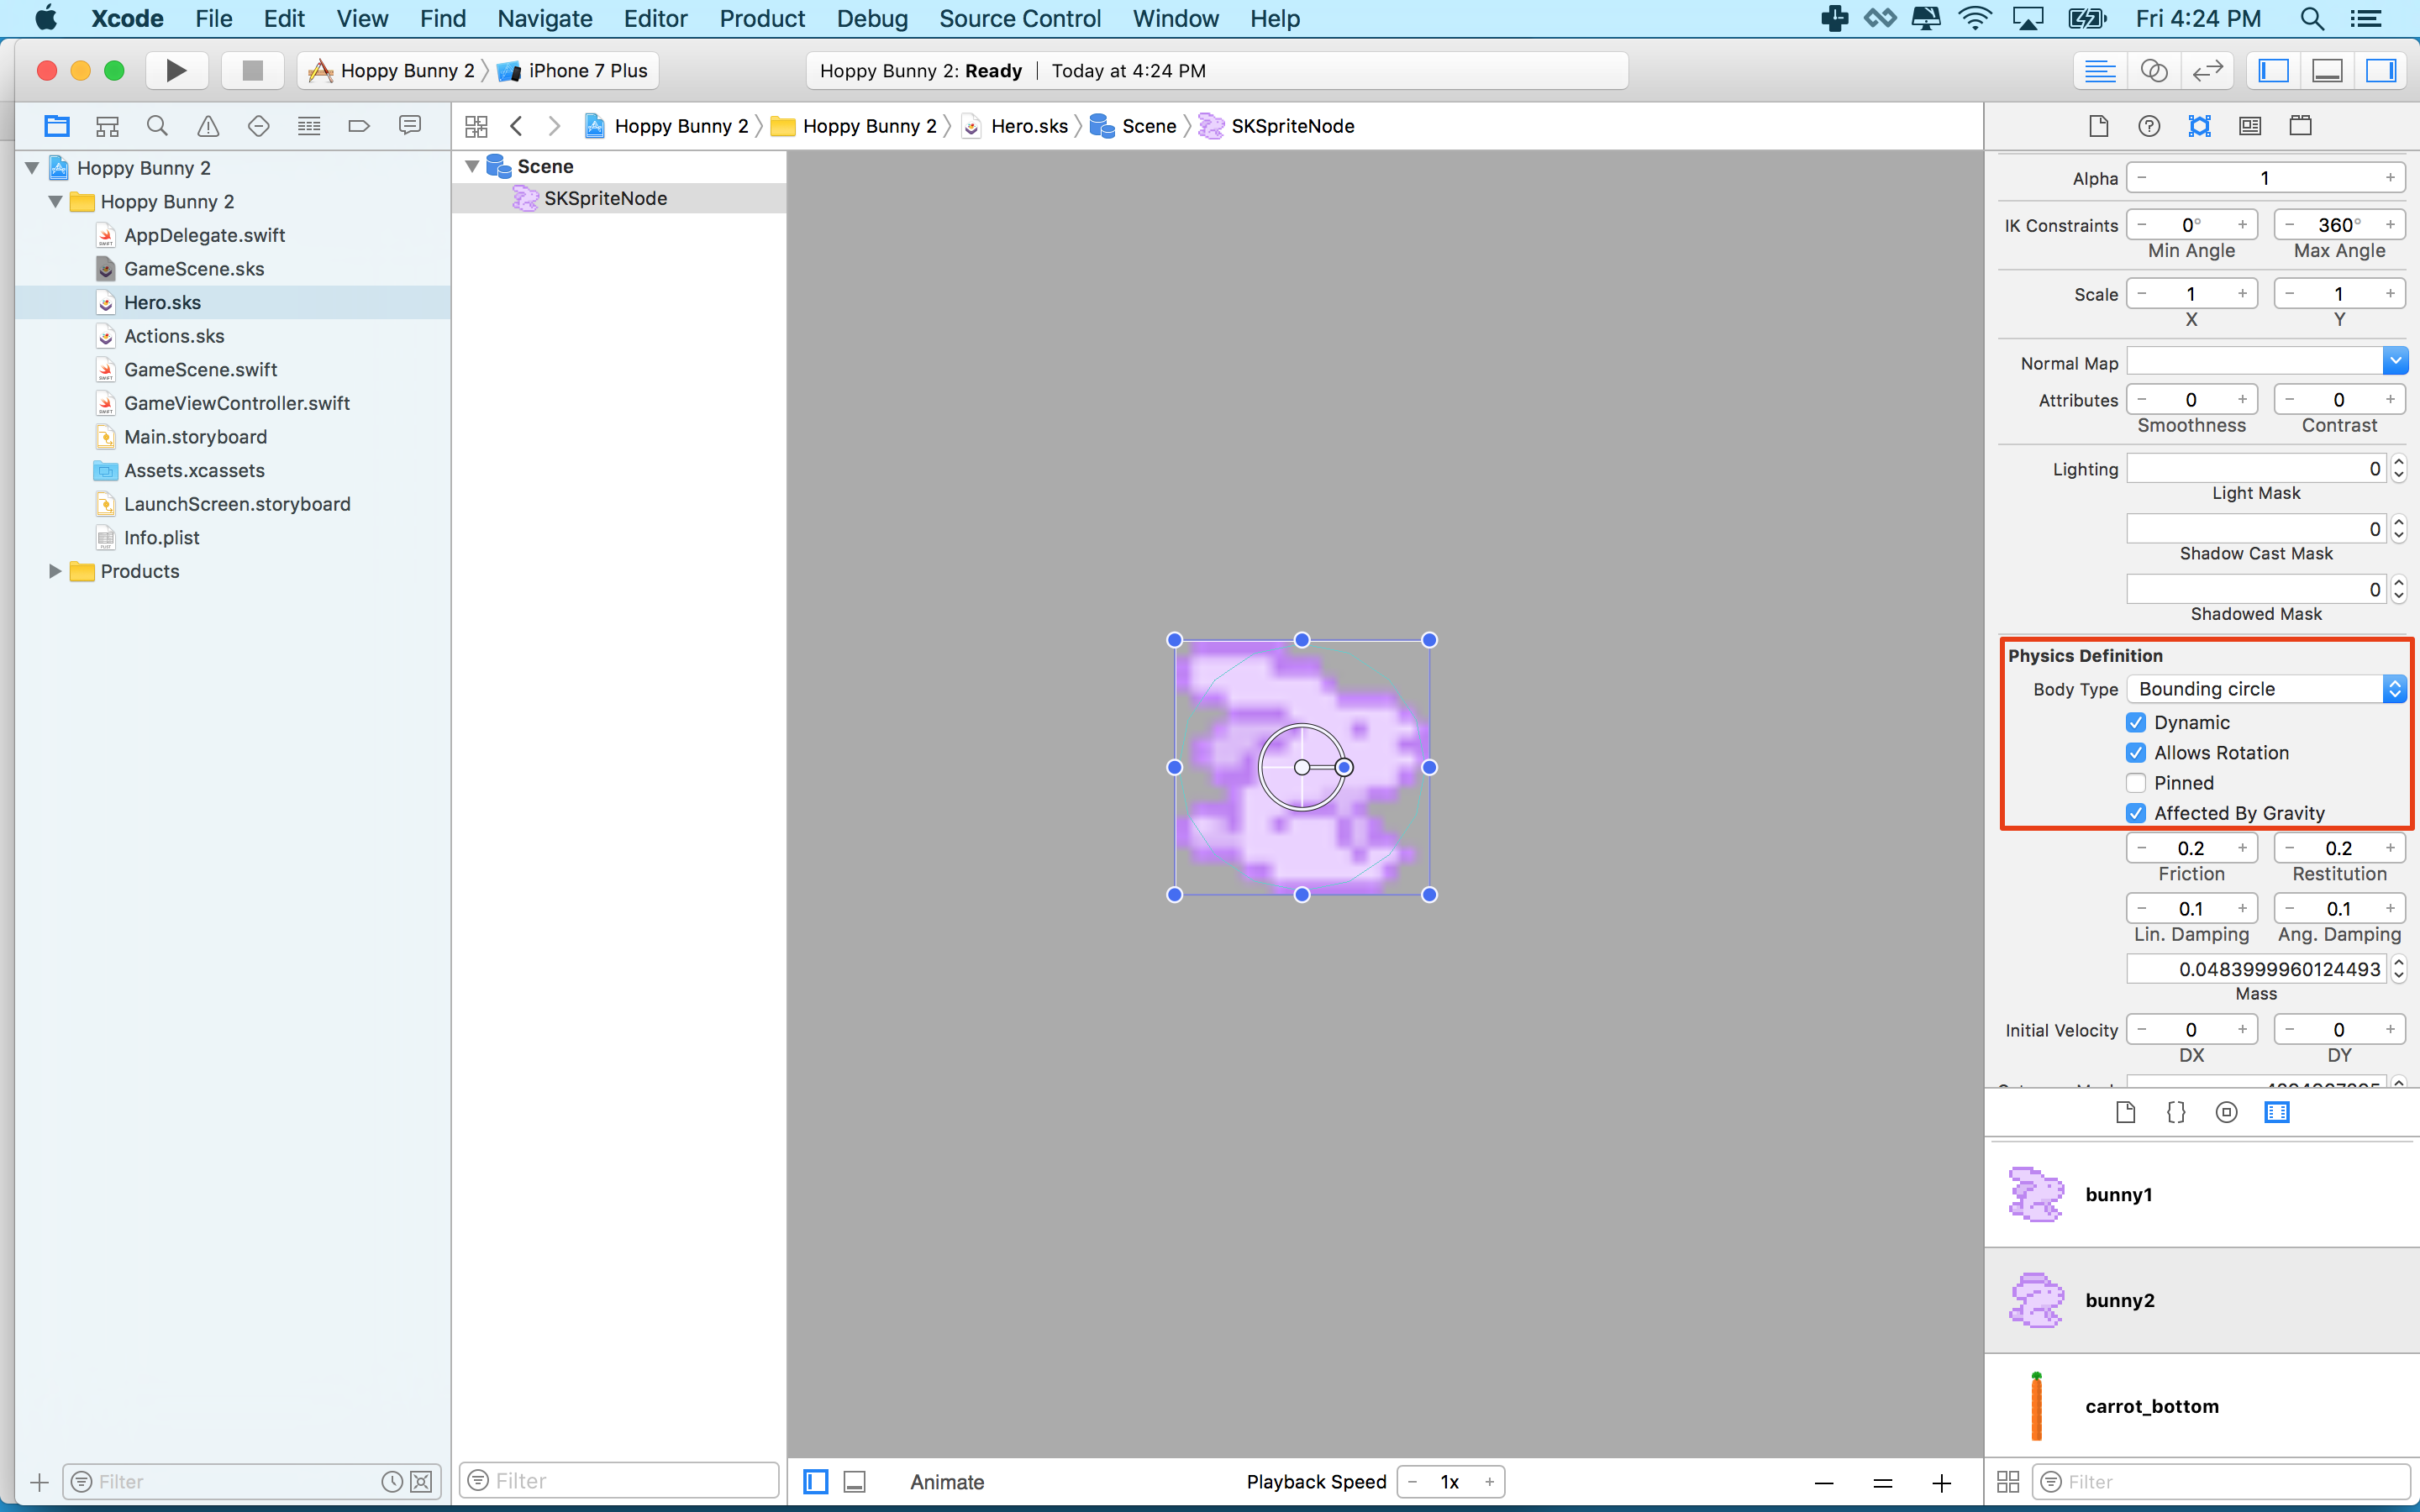 Xcode File Edit View Find Navigate Editor Product Debug Source Control Window Help Fri 4:24 PM
Hoppy Bunny 2 iPhone 7 Plus Hoppy Bunny 2: Ready | Today at 4:24 PM
Hoppy Bunny 2 Hoppy Bunny 2 Hero.sks Scene SKSpriteNode
Hoppy Bunny 2
Hoppy Bunny 2
AppDelegate.swift
GameScene.sks
Hero.sks
Actions.sks
GameScene.swift
GameViewController.swift
Main.storyboard
Assets.xcassets
LaunchScreen.storyboard
Info.plist
Products
Filter
Scene
SKSpriteNode
Filter
Animate
Playback Speed − 1x +
Alpha − 1 +
IK Constraints − 0° + − 360° +
Min Angle Max Angle
Scale − 1 + − 1 +
X Y
Normal Map
Attributes − 0 + − 0 +
Smoothness Contrast
Lighting 0
Light Mask
0
Shadow Cast Mask
0
Shadowed Mask
Physics Definition
Body Type Bounding circle
Dynamic
Allows Rotation
Pinned
Affected By Gravity
− 0.2 + − 0.2 +
Friction Restitution
− 0.1 + − 0.1 +
Lin. Damping Ang. Damping
0.0483999960124493
Mass
Initial Velocity − 0 + − 0 +
DX DY
bunny1
bunny2
carrot_bottom
Filter